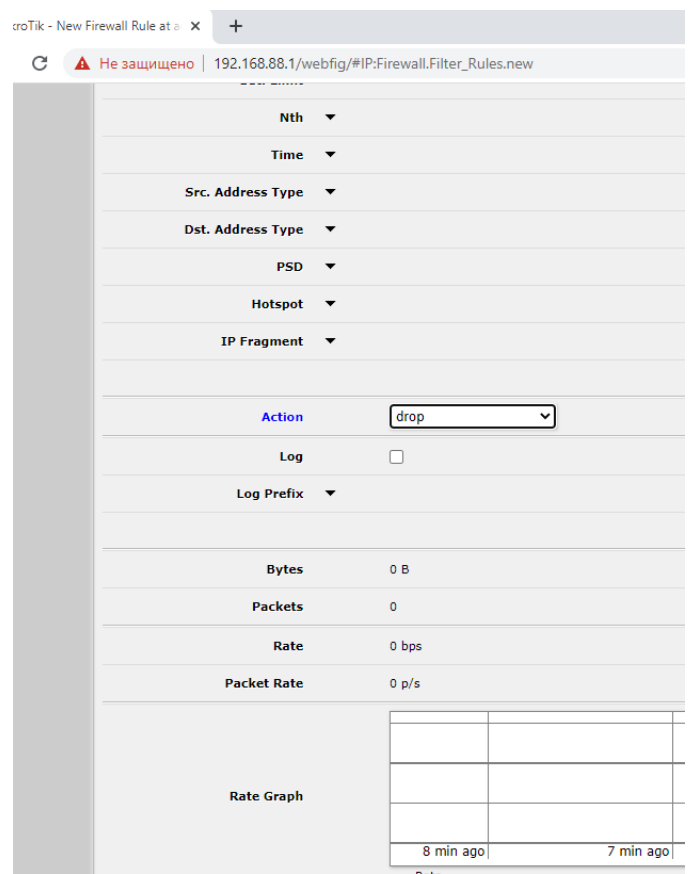 kroTik - New Firewall Rule at a
Не защищено | 192.168.88.1/webfig/#IP:Firewall.Filter_Rules.new
Nth
Time
Src. Address Type
Dst. Address Type
PSD
Hotspot
IP Fragment
Action drop
Log
Log Prefix
Bytes 0 B
Packets 0
Rate 0 bps
Packet Rate 0 p/s
Rate Graph
8 min ago 7 min ago